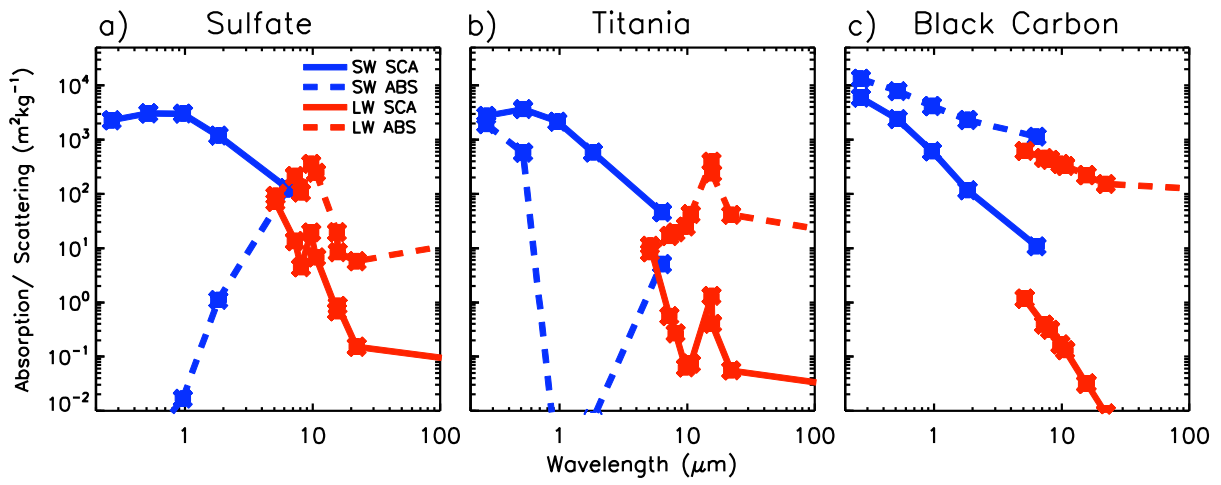 a) Sulfate
b) Titania
c) Black Carbon
SW SCA
SW ABS
LW SCA
LW ABS
Absorption/ Scattering (m²kg⁻¹)
10⁴
10³
10²
10¹
10⁰
10⁻¹
10⁻²
1 10 100
1 10 100
1 10 100
Wavelength (μm)